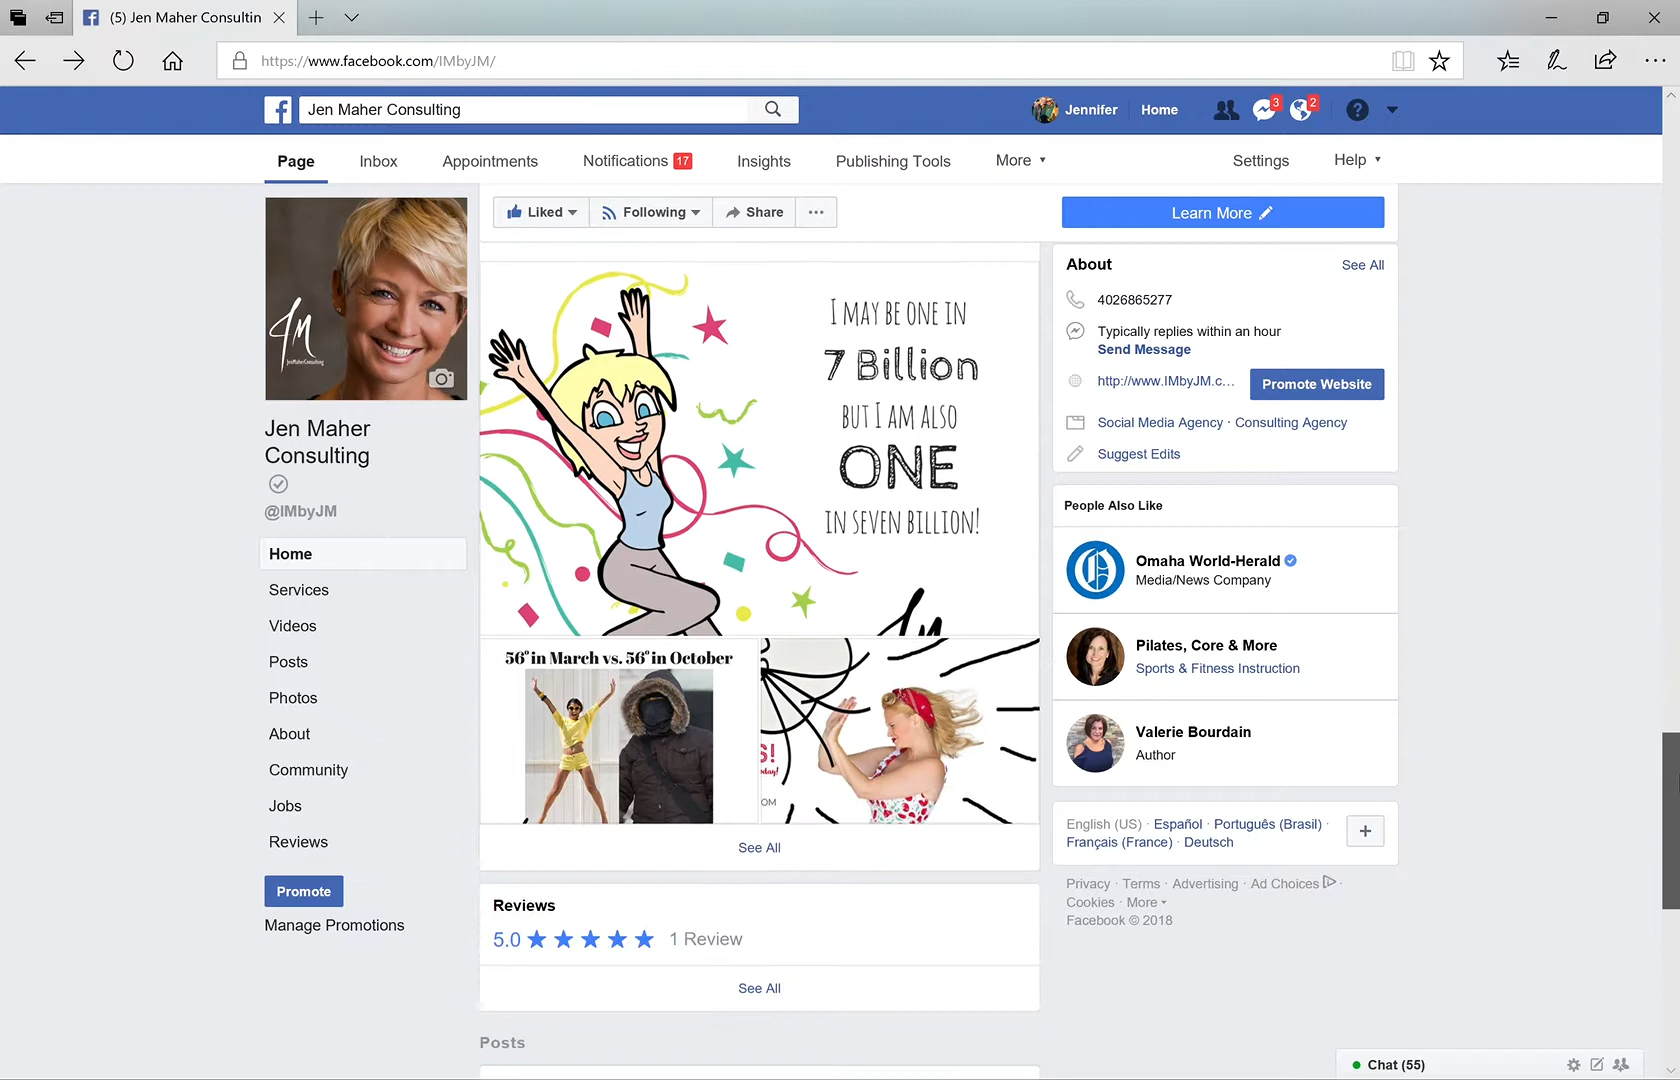 (5) Jen Maher Consultin
https://www.facebook.com/IMbyJM/
Jen Maher Consulting
Jennifer
Home
3
2
Page
Inbox
Appointments
Notifications 17
Insights
Publishing Tools
More
Settings
Help
Liked
Following
Share
Learn More
JM
JenMaherConsulting
Jen Maher
Consulting
@IMbyJM
Home
Services
Videos
Posts
Photos
About
Community
Jobs
Reviews
Promote
Manage Promotions
I MAY BE ONE IN
7 Billion
BUT I AM ALSO
ONE
IN SEVEN BILLION!
56° in March vs. 56° in October
See All
Reviews
5.0 ★ ★ ★ ★ ★ 1 Review
See All
Posts
About
See All
4026865277
Typically replies within an hour
Send Message
http://www.IMbyJM.c...
Promote Website
Social Media Agency · Consulting Agency
Suggest Edits
People Also Like
Omaha World-Herald
Media/News Company
Pilates, Core & More
Sports & Fitness Instruction
Valerie Bourdain
Author
English (US) · Español · Português (Brasil) ·
Français (France) · Deutsch
Privacy · Terms · Advertising · Ad Choices ·
Cookies · More
Facebook © 2018
Chat (55)